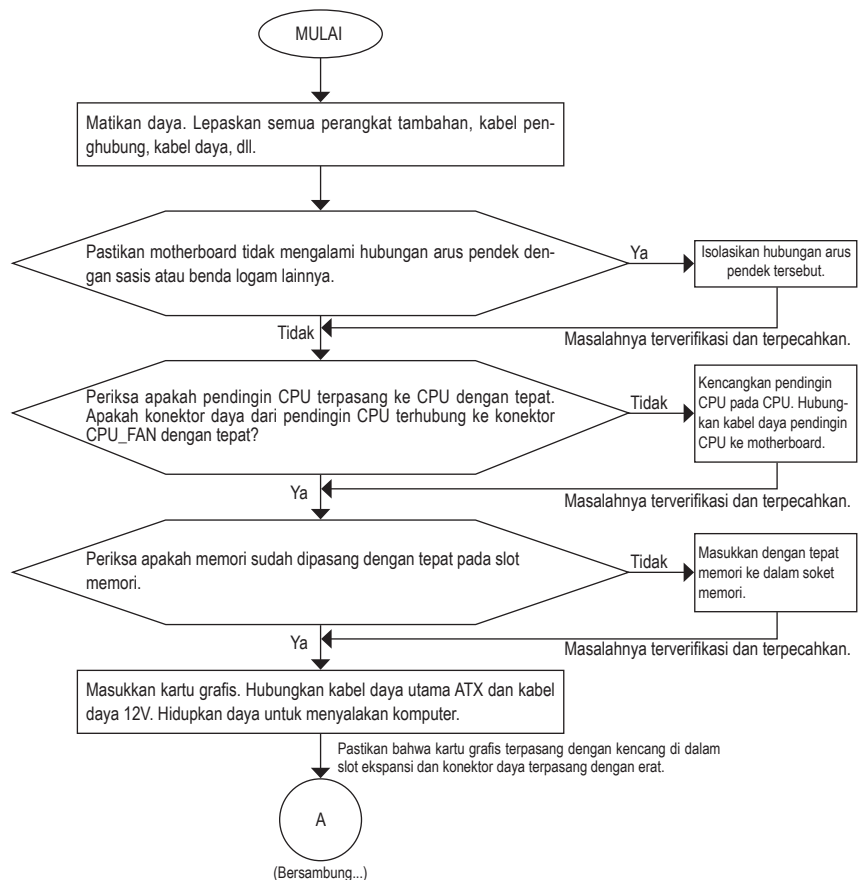 MULAI
Matikan daya. Lepaskan semua perangkat tambahan, kabel pen-
ghubung, kabel daya, dll.
Pastikan motherboard tidak mengalami hubungan arus pendek den-
gan sasis atau benda logam lainnya.
Ya
Isolasikan hubungan arus
pendek tersebut.
Tidak
Masalahnya terverifikasi dan terpecahkan.
Periksa apakah pendingin CPU terpasang ke CPU dengan tepat.
Apakah konektor daya dari pendingin CPU terhubung ke konektor
CPU_FAN dengan tepat?
Tidak
Kencangkan pendingin
CPU pada CPU. Hubung-
kan kabel daya pendingin
CPU ke motherboard.
Ya
Masalahnya terverifikasi dan terpecahkan.
Periksa apakah memori sudah dipasang dengan tepat pada slot
memori.
Tidak
Masukkan dengan tepat
memori ke dalam soket
memori.
Ya
Masalahnya terverifikasi dan terpecahkan.
Masukkan kartu grafis. Hubungkan kabel daya utama ATX dan kabel
daya 12V. Hidupkan daya untuk menyalakan komputer.
Pastikan bahwa kartu grafis terpasang dengan kencang di dalam
slot ekspansi dan konektor daya terpasang dengan erat.
A
(Bersambung...)